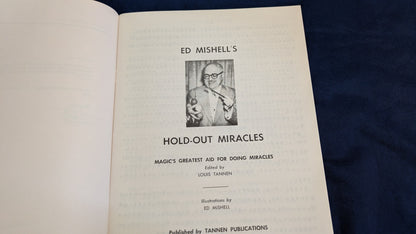 ED MISHELL'S
HOLD-OUT MIRACLES
MAGIC'S GREATEST AID FOR DOING MIRACLES
Edited by
LOUIS TANNEN
Illustrations by
ED MISHELL
Published by TANNEN PUBLICATIONS